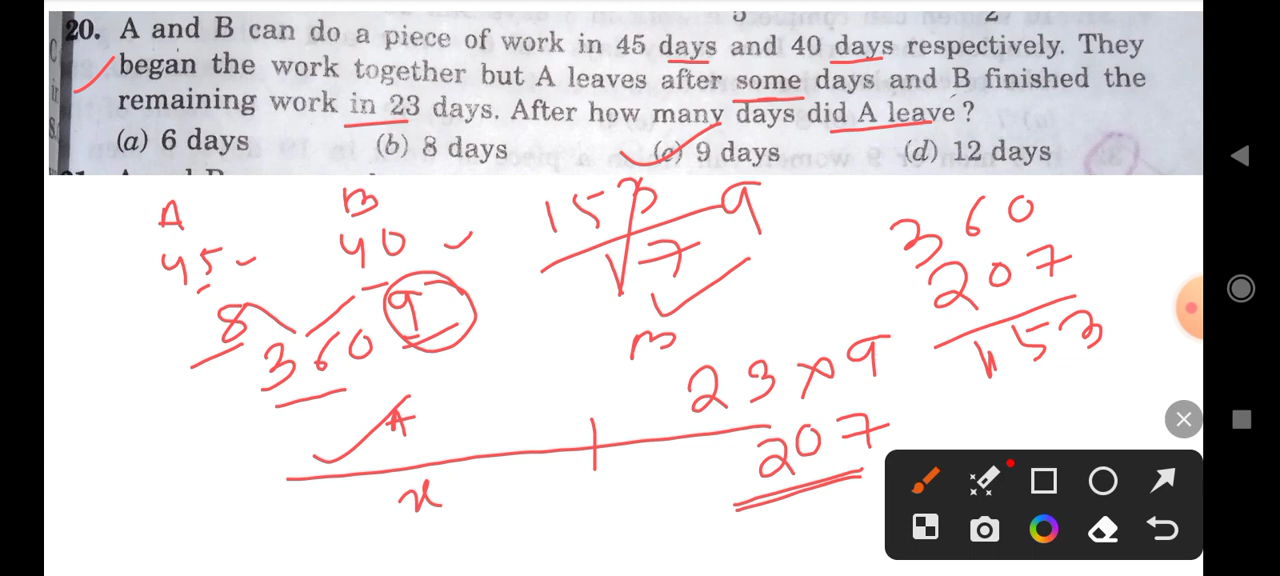 20. A and B can do a piece of work in 45 days and 40 days respectively. They
began the work together but A leaves after some days and B finished the
remaining work in 23 days. After how many days did A leave?
(a) 6 days (b) 8 days (c) 9 days (d) 12 days
A B
45 40
8 9
360
153 9
17
360
207
153
B
23 x 9
207
A
x